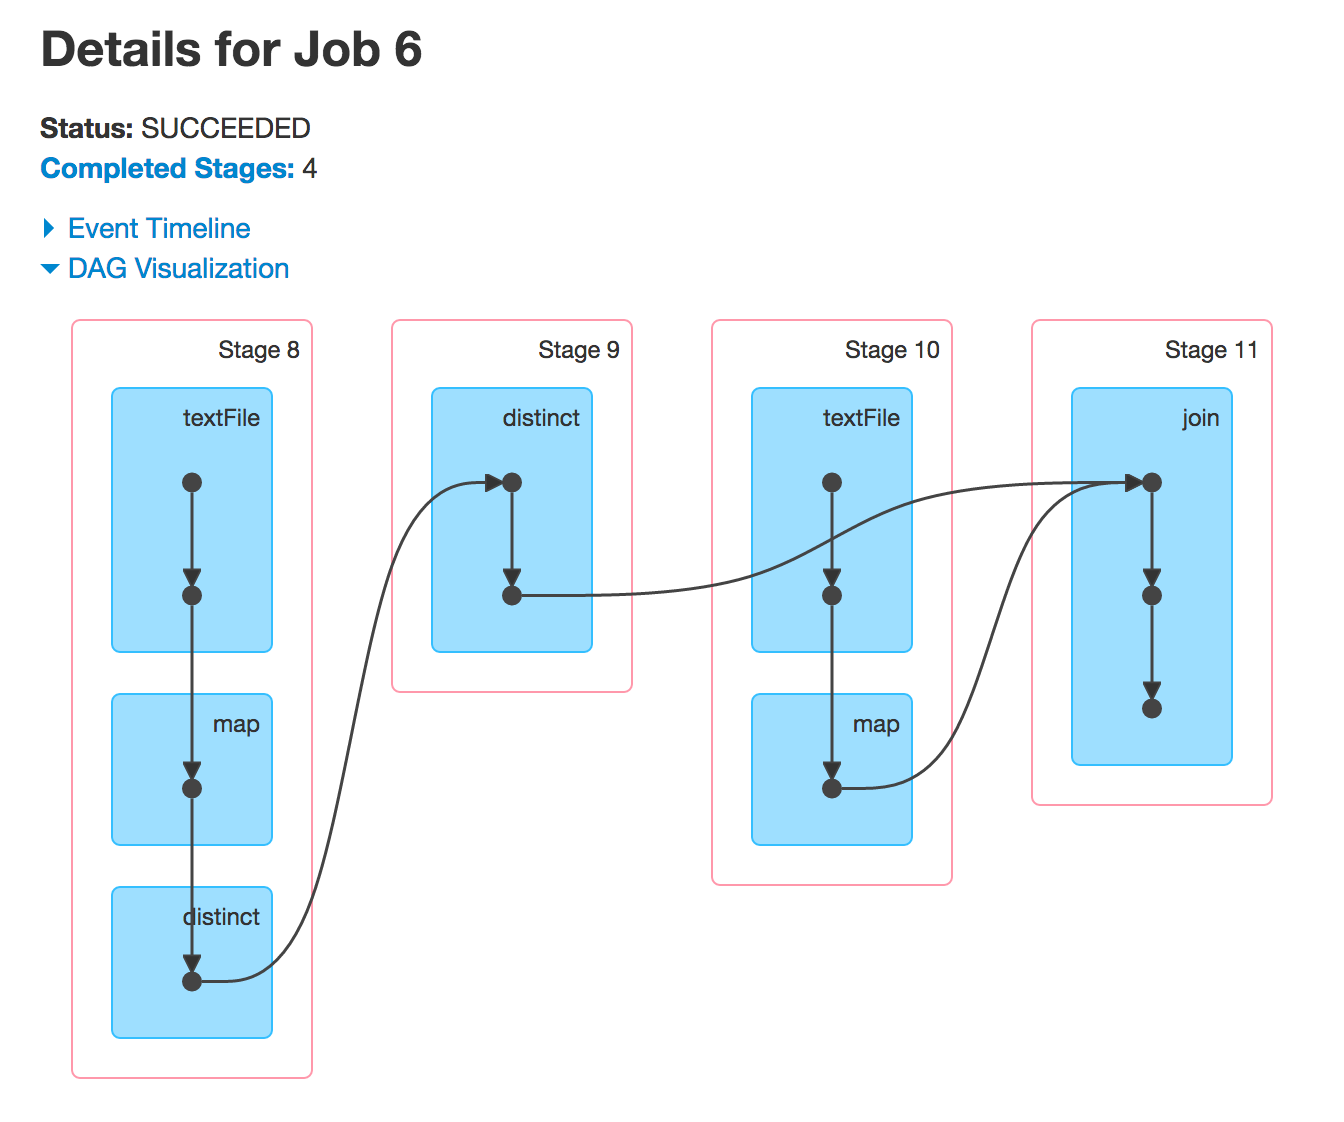 Details for Job 6
Status: SUCCEEDED
Completed Stages: 4
Event Timeline
DAG Visualization
Stage 8
textFile
map
distinct
Stage 9
distinct
Stage 10
textFile
map
Stage 11
join